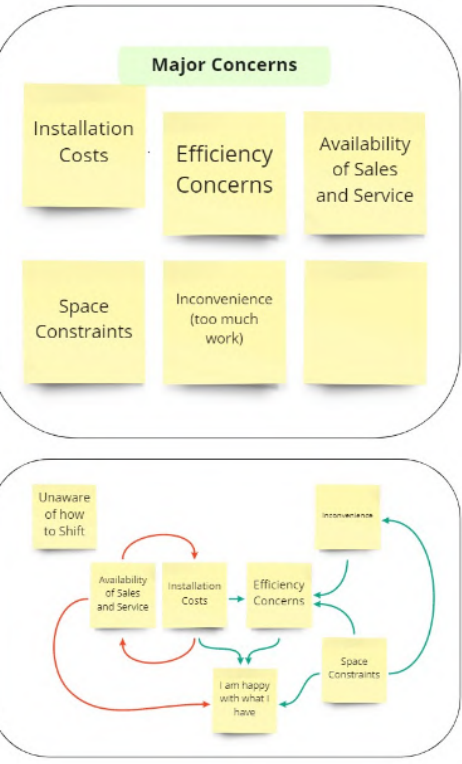 Major Concerns
Installation
Costs
Efficiency
Concerns
Availability
of Sales
and Service
Space
Constraints
Inconvenience
(too much
work)
Unaware
of how
to Shift
Inconvenience
Availability
of Sales
and Service
Installation
Costs
Efficiency
Concerns
Space
Constraints
I am happy
with what I
have